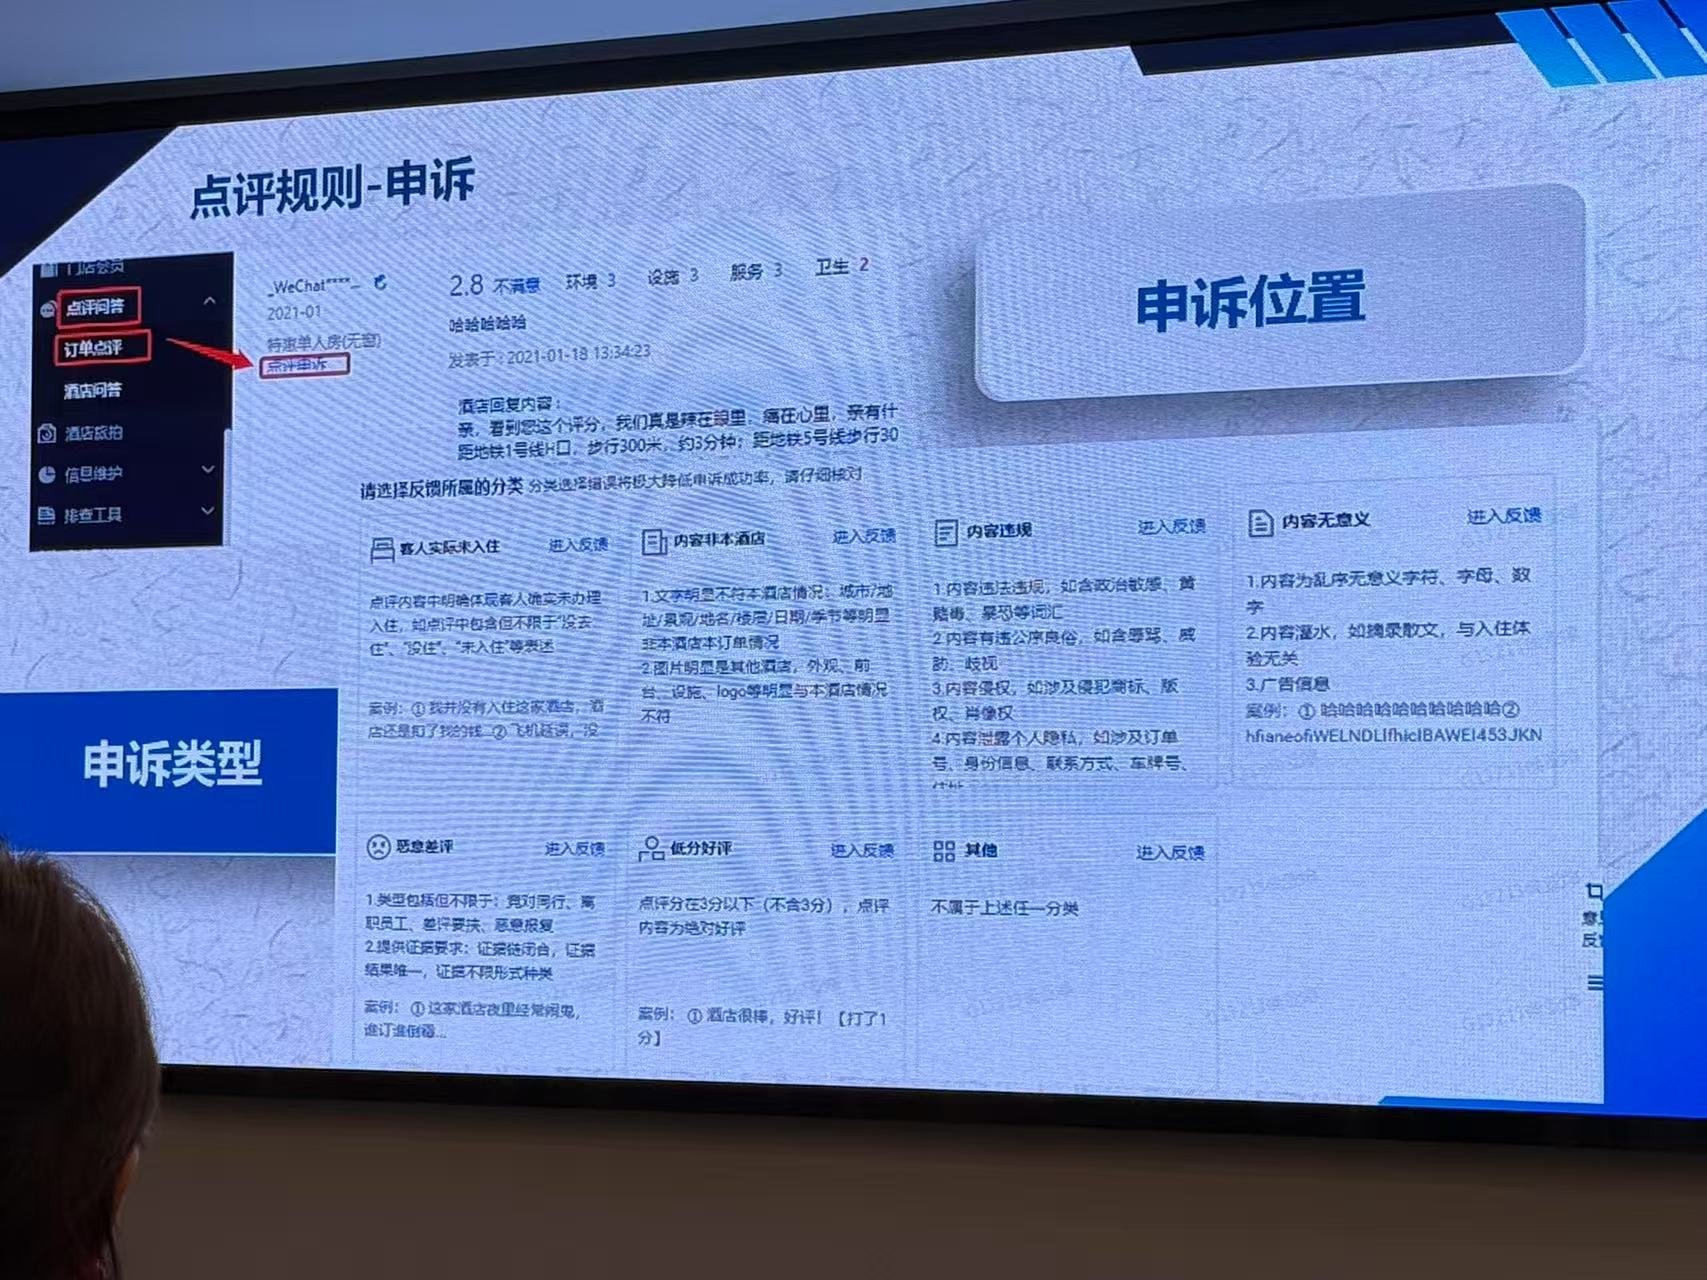 点评规则-申诉
门店会员
点评问答
订单点评
酒店问答
酒店旅拍
信息维护
排查工具
_WeChat****_
2021-01
特惠单人房(无窗)
点评申诉
2.8 不满意 环境 3 设施 3 服务 3 卫生 2
哈哈哈哈哈
发表于：2021-01-18 13:34:23
酒店回复内容：
亲，看到您这个评分，我们真是辣在眼里，痛在心里，亲有什
距地铁1号线H口，步行300米，约3分钟；距地铁5号线步行30
申诉位置
请选择反馈所属的分类 分类选择错误将极大降低申诉成功率，请仔细核对
申诉类型
客人实际未入住 进入反馈
点评内容中明确体现客人确实未办理
入住，如点评中包含但不限于“没去
住”、“没住”、“未入住”等表述
案例：①我并没有入住这家酒店，酒
店还是扣了我的钱 ②飞机延误，没
内容非本酒店 进入反馈
1.文字明显不符本酒店情况：城市/地
址/景观/地名/楼层/日期/季节等明显
非本酒店本订单情况
2.图片明显是其他酒店，外观、前
台、设施、logo等明显与本酒店情况
不符
内容违规 进入反馈
1.内容违法违规，如含政治敏感、黄
赌毒、暴恐等词汇
2.内容有违公序良俗，如含辱骂、威
胁、歧视
3.内容侵权，如涉及侵犯商标、版
权、肖像权
4.内容泄露个人隐私，如涉及订单
号、身份信息、联系方式、车牌号、
内容无意义 进入反馈
1.内容为乱序无意义字符、字母、数
字
2.内容灌水，如摘录散文，与入住体
验无关
3.广告信息
案例：①哈哈哈哈哈哈哈哈哈哈②
hfianeofiWELNDLIfhiclBAWEI453JKN
恶意差评 进入反馈
1.类型包括但不限于：竞对同行、离
职员工、差评要挟、恶意报复
2.提供证据要求：证据链闭合，证据
结果唯一，证据不限形式种类
案例：①这家酒店夜里经常闹鬼，
谁订谁倒霉...
低分好评 进入反馈
点评分在3分以下（不含3分），点评
内容为绝对好评
案例：①酒店很棒，好评！【打了1
分】
其他 进入反馈
不属于上述任一分类